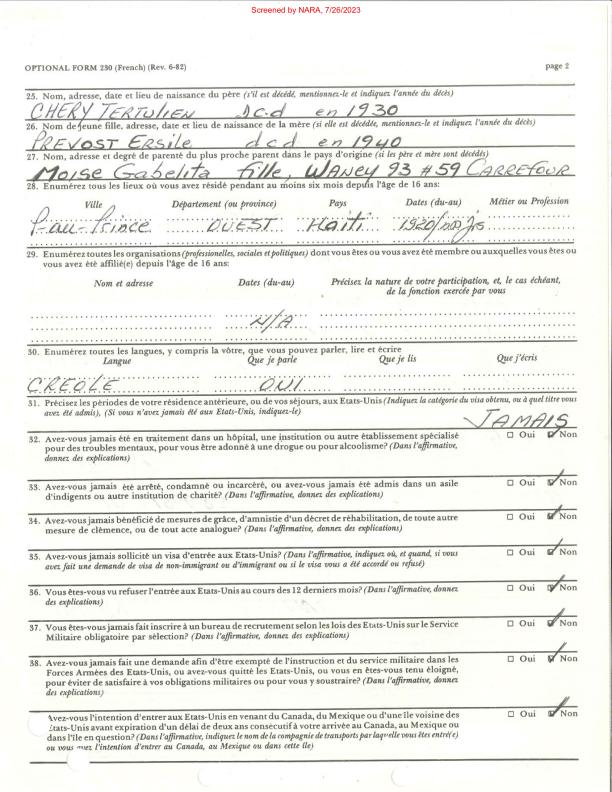 Screened by NARA, 7/26/2023
OPTIONAL FORM 230 (French) (Rev. 6-82) page 2
25. Nom, adresse, date et lieu de naissance du père (s'il est décédé, mentionnez-le et indiquez l'année du décès)
CHERY TERTULIEN dcd en 1930
26. Nom de jeune fille, adresse, date et lieu de naissance de la mère (si elle est décédée, mentionnez-le et indiquez l'année du décès)
PREVOST Ersile dcd en 1940
27. Nom, adresse et degré de parenté du plus proche parent dans le pays d'origine (si les père et mère sont décédés)
Moise Gabelita fille, WANEY 93 #59 CARREFOUR
28. Enumérez tous les lieux où vous avez résidé pendant au moins six mois depuis l'âge de 16 ans:
Ville Département (ou province) Pays Dates (du-au) Métier ou Profession
P-au-Prince OUEST Haiti 1920/
29. Enumérez toutes les organisations (professionelles, sociales et politiques) dont vous êtes ou vous avez été membre ou auxquelles vous êtes ou
vous avez été affilié(e) depuis l'âge de 16 ans:
Nom et adresse Dates (du-au) Précisez la nature de votre participation, et, le cas échéant,
de la fonction exercée par vous
N/A
30. Enumérez toutes les langues, y compris la vôtre, que vous pouvez parler, lire et écrire
Langue Que je parle Que je lis Que j'écris
CREOLE OUI
31. Précisez les périodes de votre résidence antérieure, ou de vos séjours, aux Etats-Unis (Indiquez la catégorie du visa obtenu, ou à quel titre vous
avez été admis), (Si vous n'avez jamais été aux Etats-Unis, indiquez-le) JAMAIS
32. Avez-vous jamais été en traitement dans un hôpital, une institution ou autre établissement spécialisé Oui Non
pour des troubles mentaux, pour vous être adonné à une drogue ou pour alcoolisme? (Dans l'affirmative,
donnez des explications)
33. Avez-vous jamais été arrêté, condamné ou incarcéré, ou avez-vous jamais été admis dans un asile Oui Non
d'indigents ou autre institution de charité? (Dans l'affirmative, donnez des explications)
34. Avez-vous jamais bénéficié de mesures de grâce, d'amnistie d'un décret de réhabilitation, de toute autre Oui Non
mesure de clémence, ou de tout acte analogue? (Dans l'affirmative, donnez des explications)
35. Avez-vous jamais sollicité un visa d'entrée aux Etats-Unis? (Dans l'affirmative, indiquez où, et quand, si vous Oui Non
avez fait une demande de visa de non-immigrant ou d'immigrant ou si le visa vous a été accordé ou refusé)
36. Vous êtes-vous vu refuser l'entrée aux Etats-Unis au cours des 12 derniers mois? (Dans l'affirmative, donnez Oui Non
des explications)
37. Vous êtes-vous jamais fait inscrire à un bureau de recrutement selon les lois des Etats-Unis sur le Service Oui Non
Militaire obligatoire par sélection? (Dans l'affirmative, donnez des explications)
38. Avez-vous jamais fait une demande afin d'être exempté de l'instruction et du service militaire dans les Oui Non
Forces Armées des Etats-Unis, ou avez-vous quitté les Etats-Unis, ou vous en êtes-vous tenu éloigné,
pour éviter de satisfaire à vos obligations militaires ou pour vous y soustraire? (Dans l'affirmative,
donnez des explications)
Avez-vous l'intention d'entrer aux Etats-Unis en venant du Canada, du Mexique ou d'une île voisine des Oui Non
Etats-Unis avant expiration d'un délai de deux ans consécutif à votre arrivée au Canada, au Mexique ou
dans l'île en question? (Dans l'affirmative, indiquez le nom de la compagnie de transports par laquelle vous êtes entré(e)
ou vous avez l'intention d'entrer au Canada, au Mexique ou dans cette île)